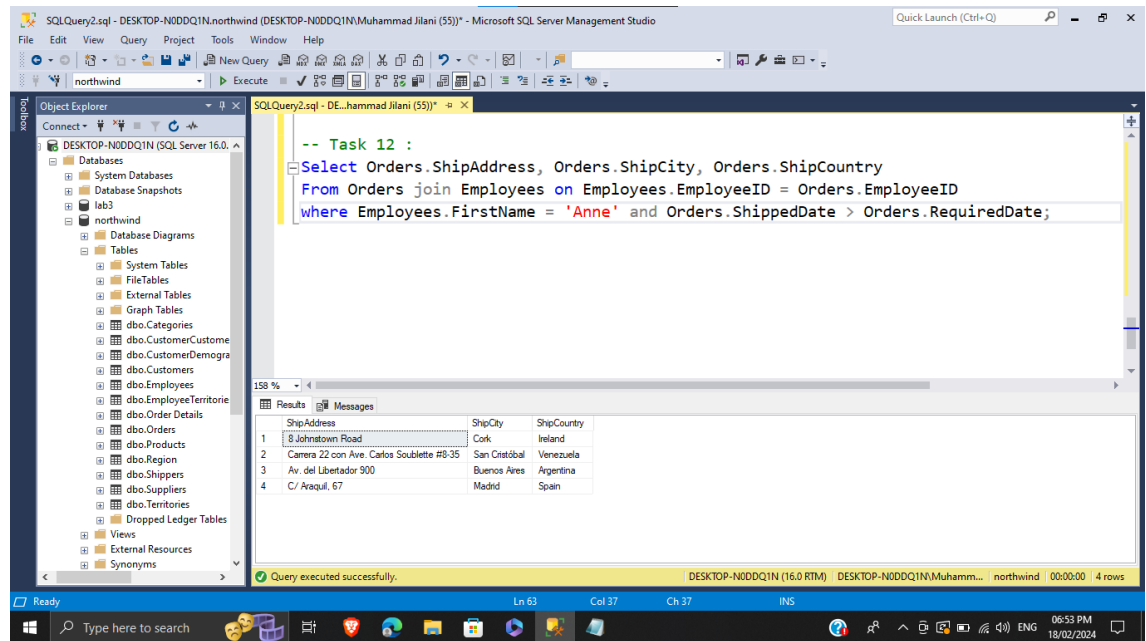 SQLQuery2.sql - DESKTOP-N0DDQ1N.northwind (DESKTOP-N0DDQ1N\Muhammad Jilani (55))* - Microsoft SQL Server Management Studio
Quick Launch (Ctrl+Q)
File Edit View Query Project Tools Window Help
New Query
northwind
Execute
Toolbox
Object Explorer
SQLQuery2.sql - DE...hammad Jilani (55))*
Connect
DESKTOP-N0DDQ1N (SQL Server 16.0.
Databases
System Databases
Database Snapshots
lab3
northwind
Database Diagrams
Tables
System Tables
FileTables
External Tables
Graph Tables
dbo.Categories
dbo.CustomerCustome
dbo.CustomerDemogra
dbo.Customers
dbo.Employees
dbo.EmployeeTerritorie
dbo.Order Details
dbo.Orders
dbo.Products
dbo.Region
dbo.Shippers
dbo.Suppliers
dbo.Territories
Dropped Ledger Tables
Views
External Resources
Synonyms
-- Task 12 :
Select Orders.ShipAddress, Orders.ShipCity, Orders.ShipCountry
From Orders join Employees on Employees.EmployeeID = Orders.EmployeeID
where Employees.FirstName = 'Anne' and Orders.ShippedDate > Orders.RequiredDate;
158 %
Results Messages
ShipAddress ShipCity ShipCountry
1 8 Johnstown Road Cork Ireland
2 Carrera 22 con Ave. Carlos Soublette #8-35 San Cristóbal Venezuela
3 Av. del Libertador 900 Buenos Aires Argentina
4 C/ Araquil, 67 Madrid Spain
Query executed successfully. DESKTOP-N0DDQ1N (16.0 RTM) DESKTOP-N0DDQ1N\Muhamm... northwind 00:00:00 4 rows
Ready Ln 63 Col 37 Ch 37 INS
Type here to search
ENG
06:53 PM
18/02/2024